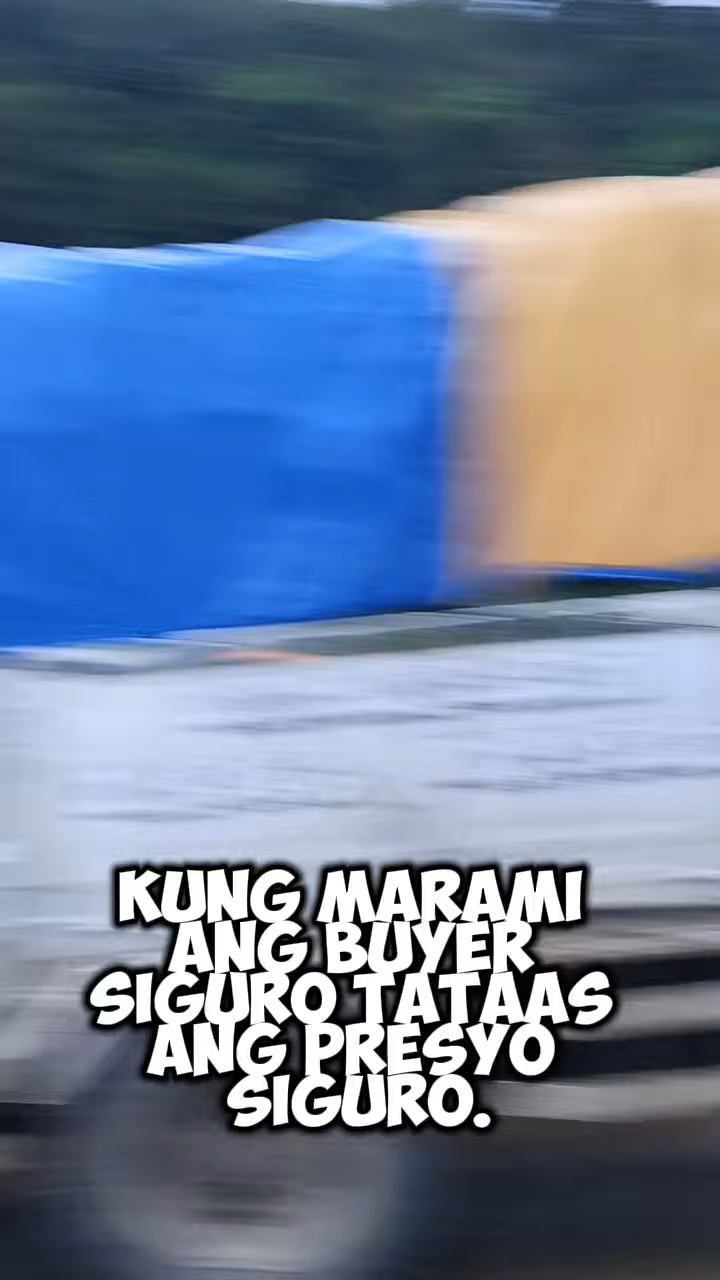 KUNG MARAMI
ANG BUYER
SIGURO TATAAS
ANG PRESYO
SIGURO.